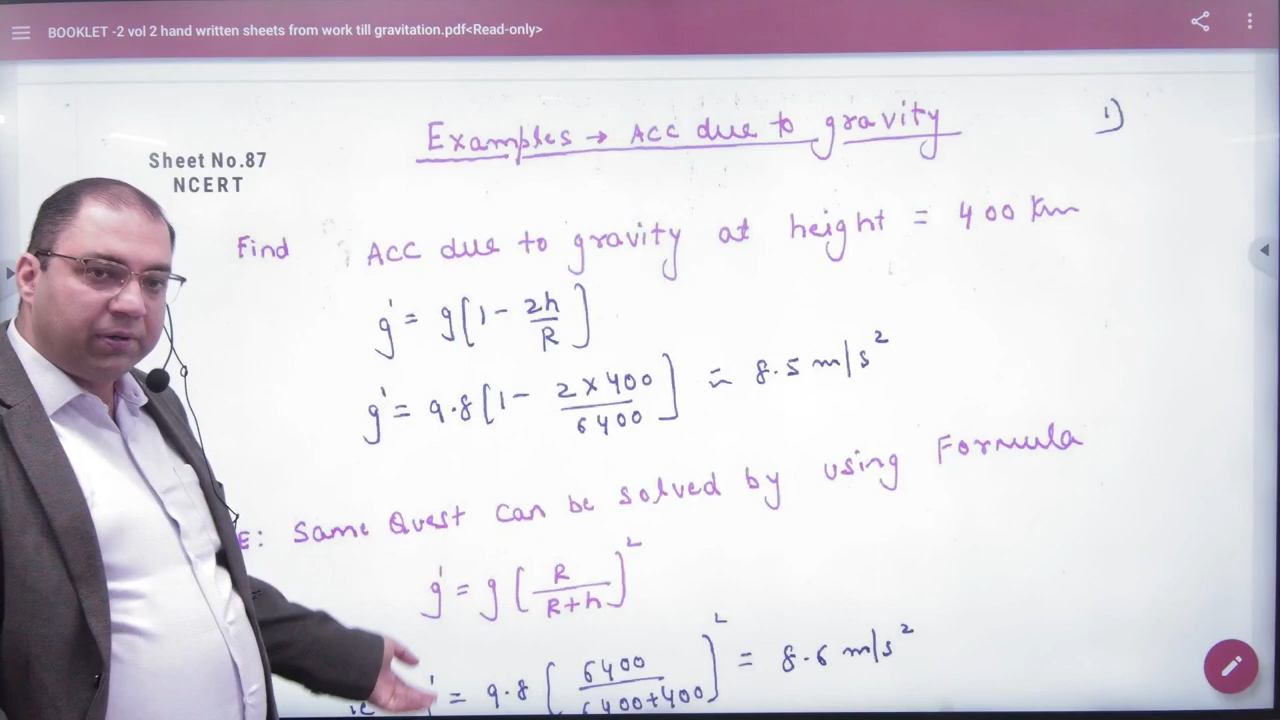 BOOKLET -2 vol 2 hand written sheets from work till gravitation.pdf<Read-only>
Examples → Acc due to gravity
1)
Sheet No.87
NCERT
Find Acc due to gravity at height = 400 Km
g' = g[1 - 2h/R]
g' = 9.8[1 - 2×400/6400] ≈ 8.5 m/s²
E: Same Quest can be solved by using Formula
g' = g[R/R+h]²
ie g' = 9.8[6400/6400+400]² = 8.6 m/s²